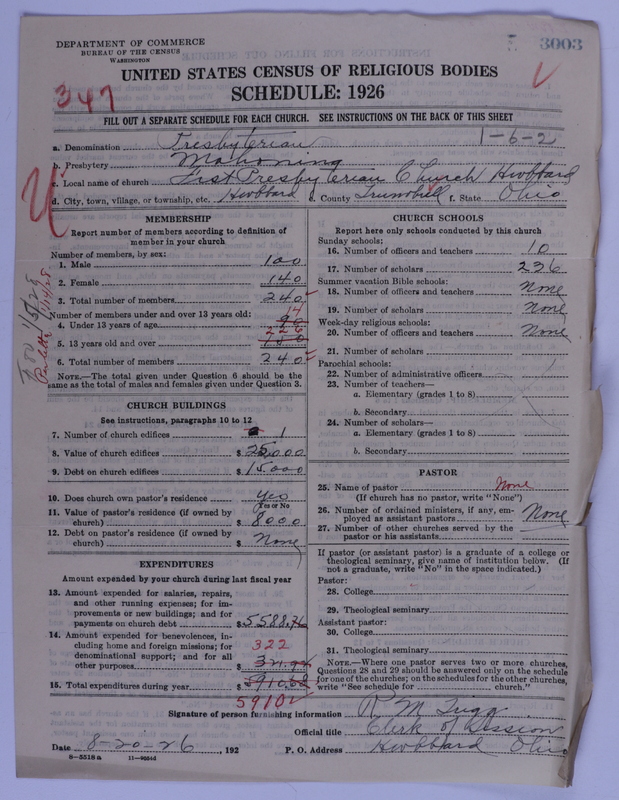 DEPARTMENT OF COMMERCE
BUREAU OF THE CENSUS
WASHINGTON
3003
UNITED STATES CENSUS OF RELIGIOUS BODIES
SCHEDULE: 1926
347
FILL OUT A SEPARATE SCHEDULE FOR EACH CHURCH. SEE INSTRUCTIONS ON THE BACK OF THIS SHEET
1-6-2
a. Denomination Presbyterian
b. Presbytery Mahoning
c. Local name of church First Presbyterian Church Hubbard
d. City, town, village, or township, etc. Hubbard e. County Trumbull f. State Ohio
MEMBERSHIP
Report number of members according to definition of
member in your church
Number of members, by sex:
1. Male 100
2. Female 140
3. Total number of members 240
Number of members under and over 13 years old:
14
4. Under 13 years of age 90
226
5. 13 years old and over 150
6. Total number of members 240
NOTE.—The total given under Question 6 should be the
same as the total of males and females given under Question 3.
CHURCH BUILDINGS
See instructions, paragraphs 10 to 12
7. Number of church edifices 1
8. Value of church edifices $25,000
9. Debt on church edifices $15000
10. Does church own pastor's residence Yes
Yes or No
11. Value of pastor's residence (if owned by
church) $8000
12. Debt on pastor's residence (if owned by
church) $None
EXPENDITURES
Amount expended by your church during last fiscal year
13. Amount expended for salaries, repairs,
and other running expenses; for im-
provements or new buildings; and for
payments on church debt $5588.76
14. Amount expended for benevolences, in-
cluding home and foreign missions; for
denominational support; and for all
other purposes
322
15. Total expenditures during year $5910.68
5910
CHURCH SCHOOLS
Report here only schools conducted by this church
Sunday schools:
16. Number of officers and teachers 10
17. Number of scholars 236
Summer vacation Bible schools:
18. Number of officers and teachers None
19. Number of scholars None
Week-day religious schools:
20. Number of officers and teachers None
21. Number of scholars
Parochial schools:
22. Number of administrative officers
23. Number of teachers—
a. Elementary (grades 1 to 8)
b. Secondary
24. Number of scholars—
a. Elementary (grades 1 to 8)
b. Secondary
PASTOR
25. Name of pastor None
(If church has no pastor, write "None")
26. Number of ordained ministers, if any, em-
ployed as assistant pastors None
27. Number of other churches served by the
pastor or his assistants
If pastor (or assistant pastor) is a graduate of a college or
theological seminary, give name of institution below. (If
not a graduate, write "No" in the space indicated.)
Pastor:
28. College
29. Theological seminary
Assistant pastor:
30. College
31. Theological seminary
NOTE.—Where one pastor serves two or more churches,
Questions 28 and 29 should be answered only on the schedule
for one of the churches; on the schedules for the other churches,
write "See schedule for church."
Signature of person furnishing information R. M. Trigg
Official title Clerk of Session
Date 8-20-26, 192
P. O. Address Hubbard Ohio
8-5518 a